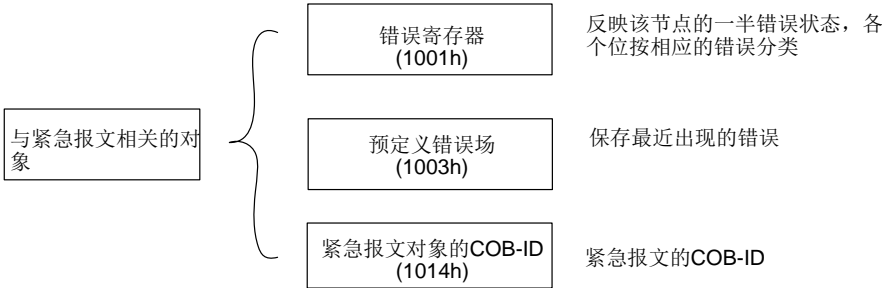 错误寄存器
(1001h)
反映该节点的一半错误状态，各
个位按相应的错误分类
与紧急报文相关的对
象
预定义错误场
(1003h)
保存最近出现的错误
紧急报文对象的COB-ID
(1014h)
紧急报文的COB-ID